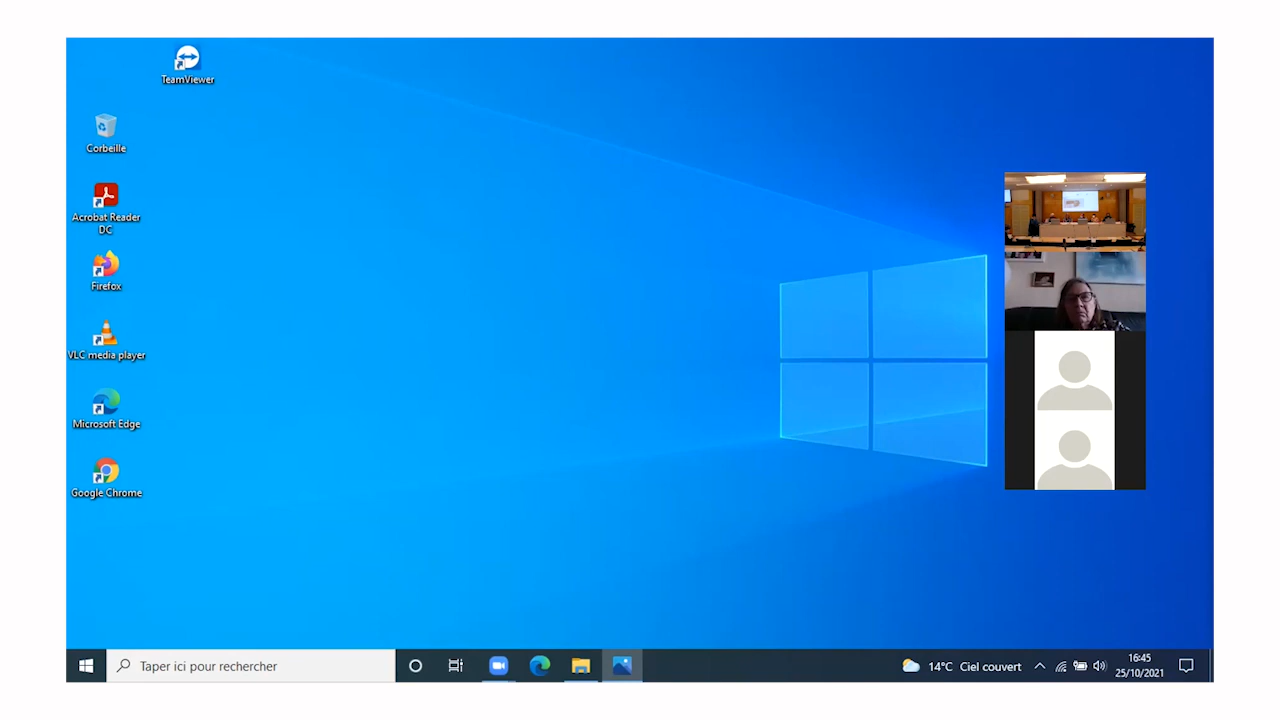 TeamViewer
Corbeille
Acrobat Reader
DC
Firefox
VLC media player
Microsoft Edge
Google Chrome
Taper ici pour rechercher
14°C Ciel couvert
16:45
25/10/2021